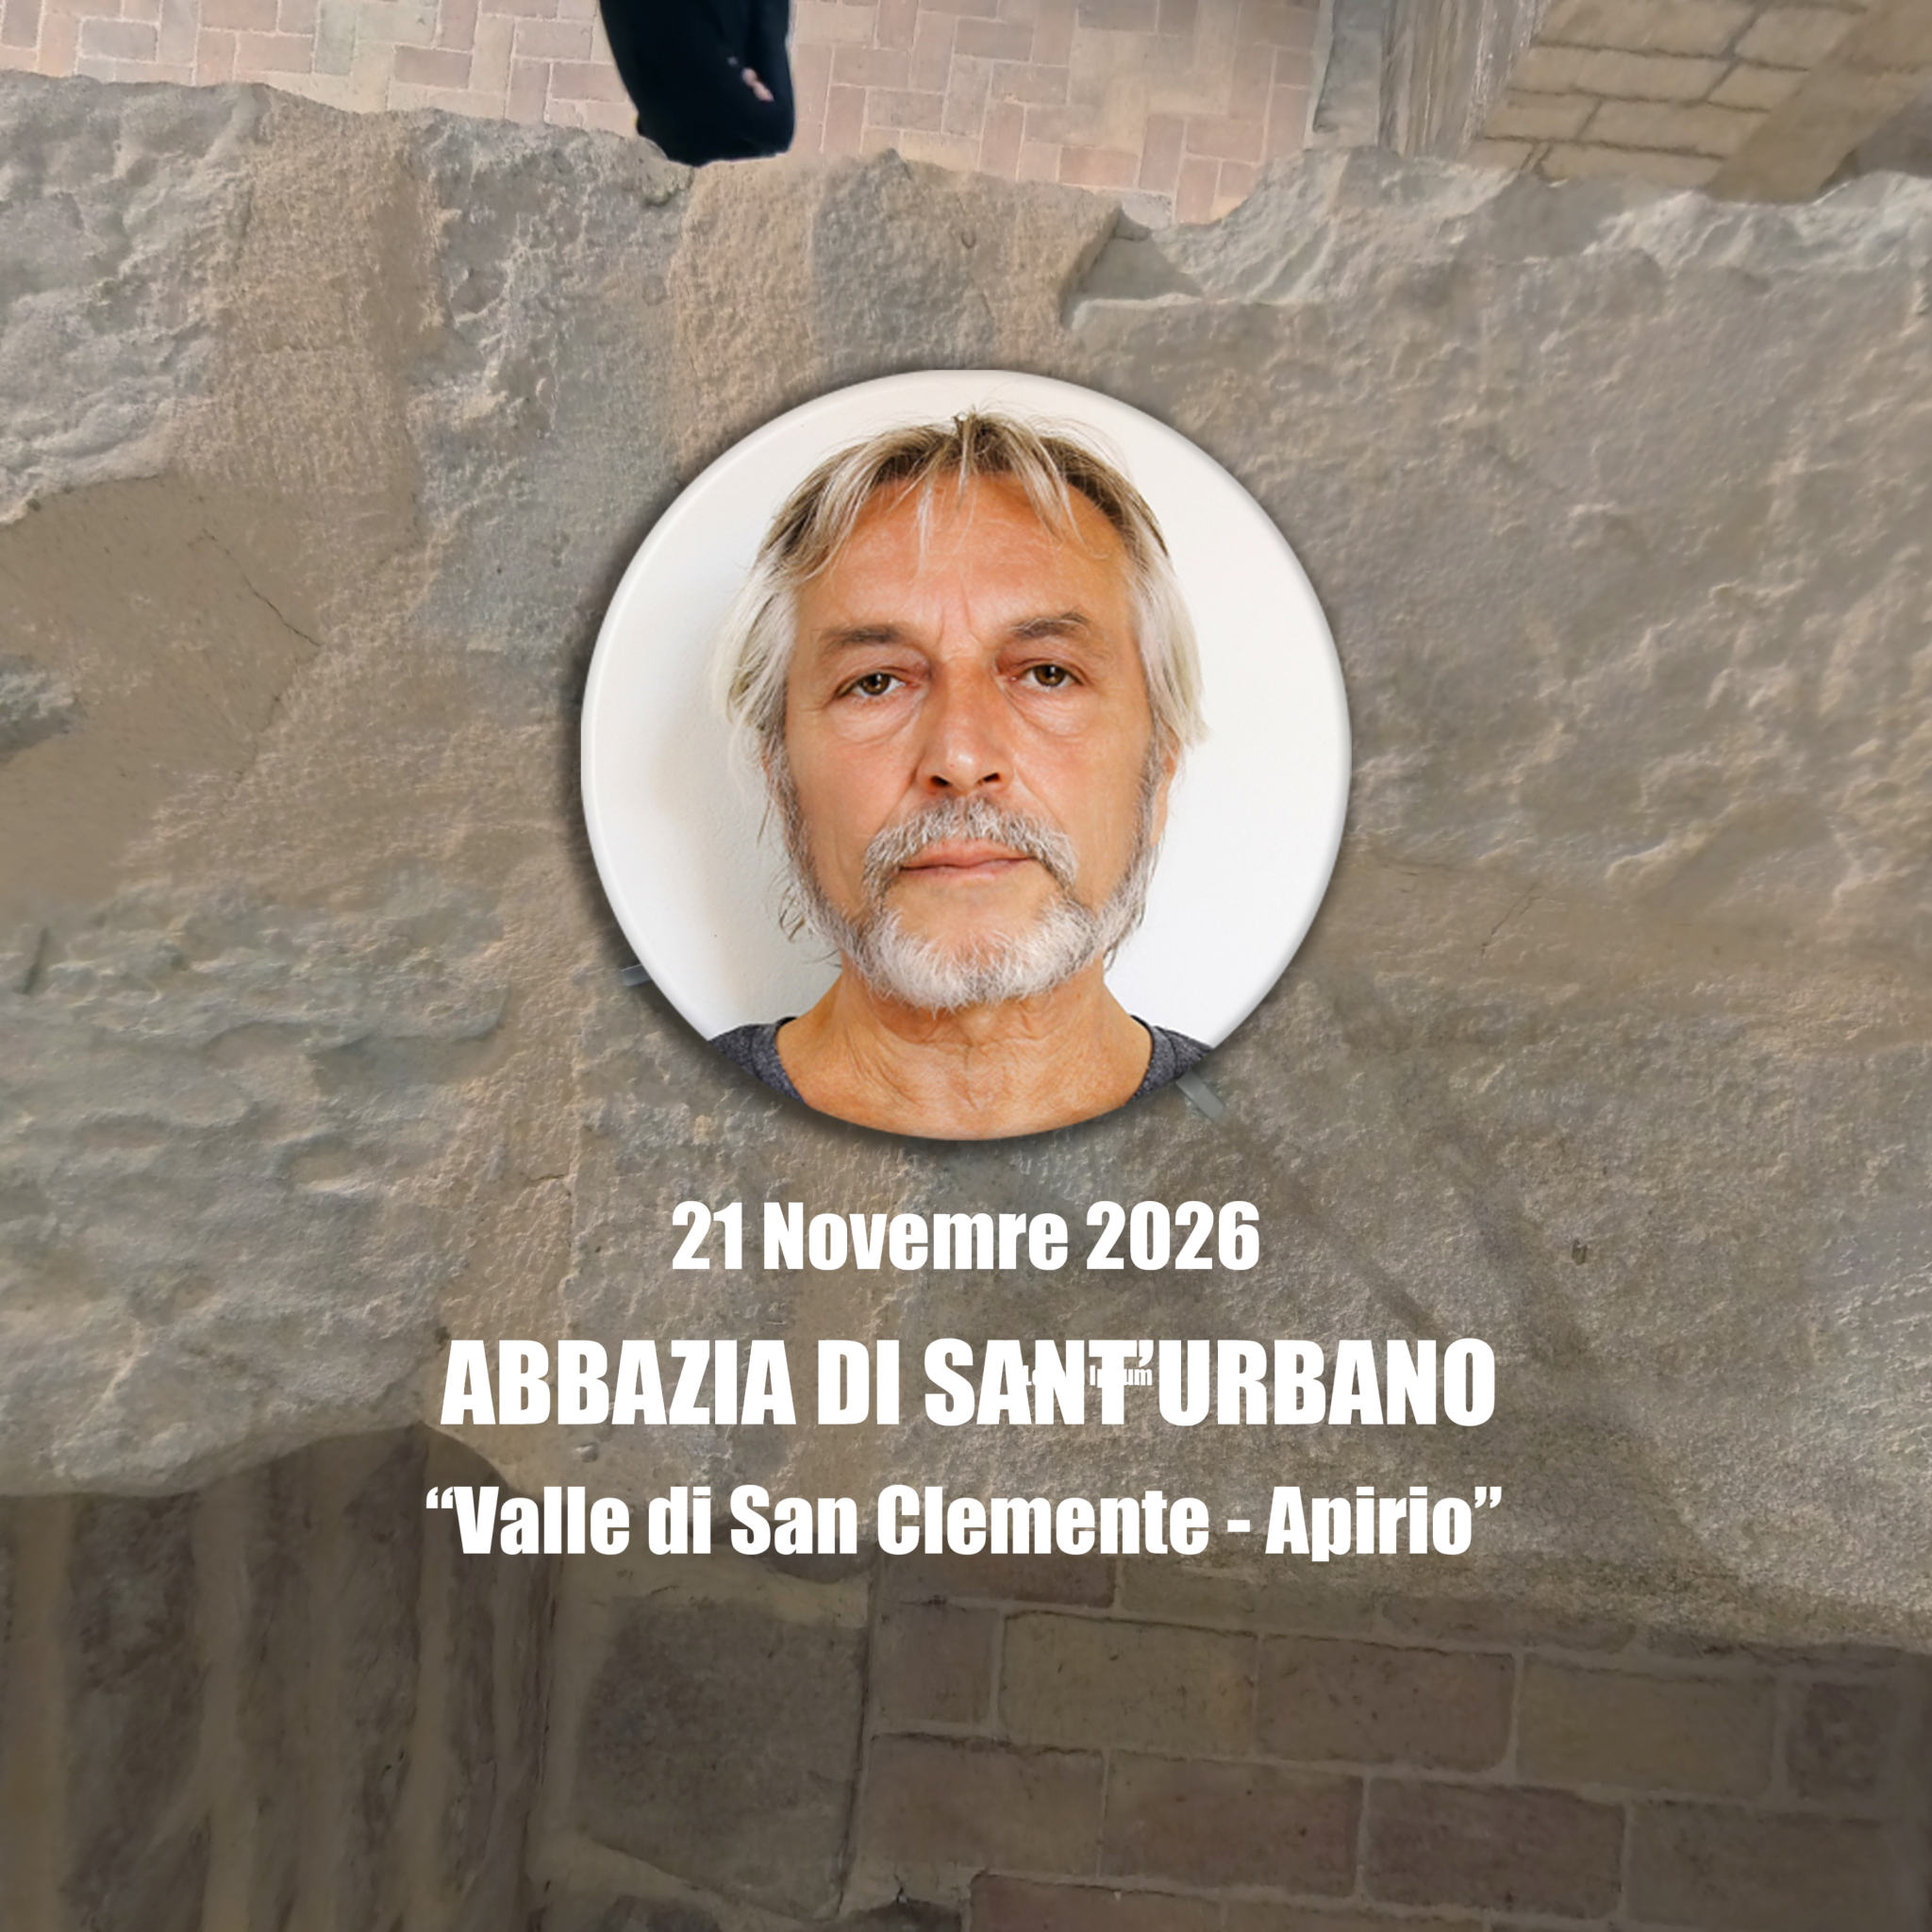 21 Novemre 2026
ABBAZIA DI SANT’URBANO
“Valle di San Clemente - Apirio”